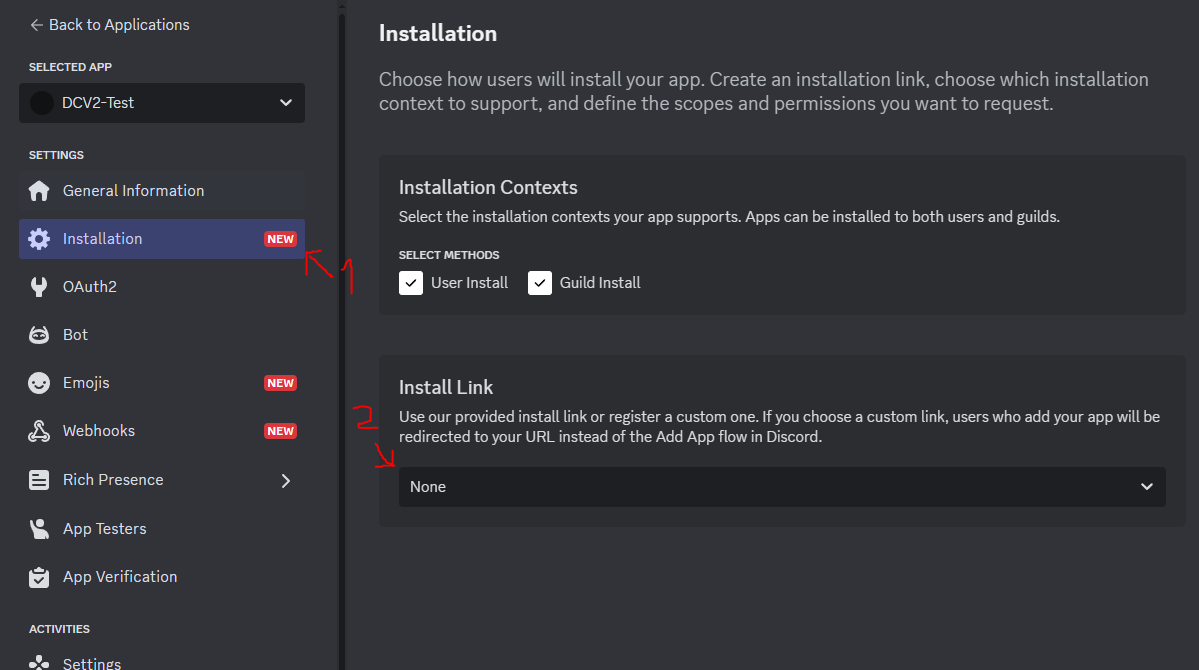 Back to Applications
SELECTED APP
DCV2-Test
SETTINGS
General Information
Installation NEW
OAuth2
Bot
Emojis NEW
Webhooks NEW
Rich Presence
App Testers
App Verification
ACTIVITIES
Settings
1
Installation
Choose how users will install your app. Create an installation link, choose which installation
context to support, and define the scopes and permissions you want to request.
Installation Contexts
Select the installation contexts your app supports. Apps can be installed to both users and guilds.
SELECT METHODS
User Install Guild Install
2
Install Link
Use our provided install link or register a custom one. If you choose a custom link, users who add your app will be
redirected to your URL instead of the Add App flow in Discord.
None